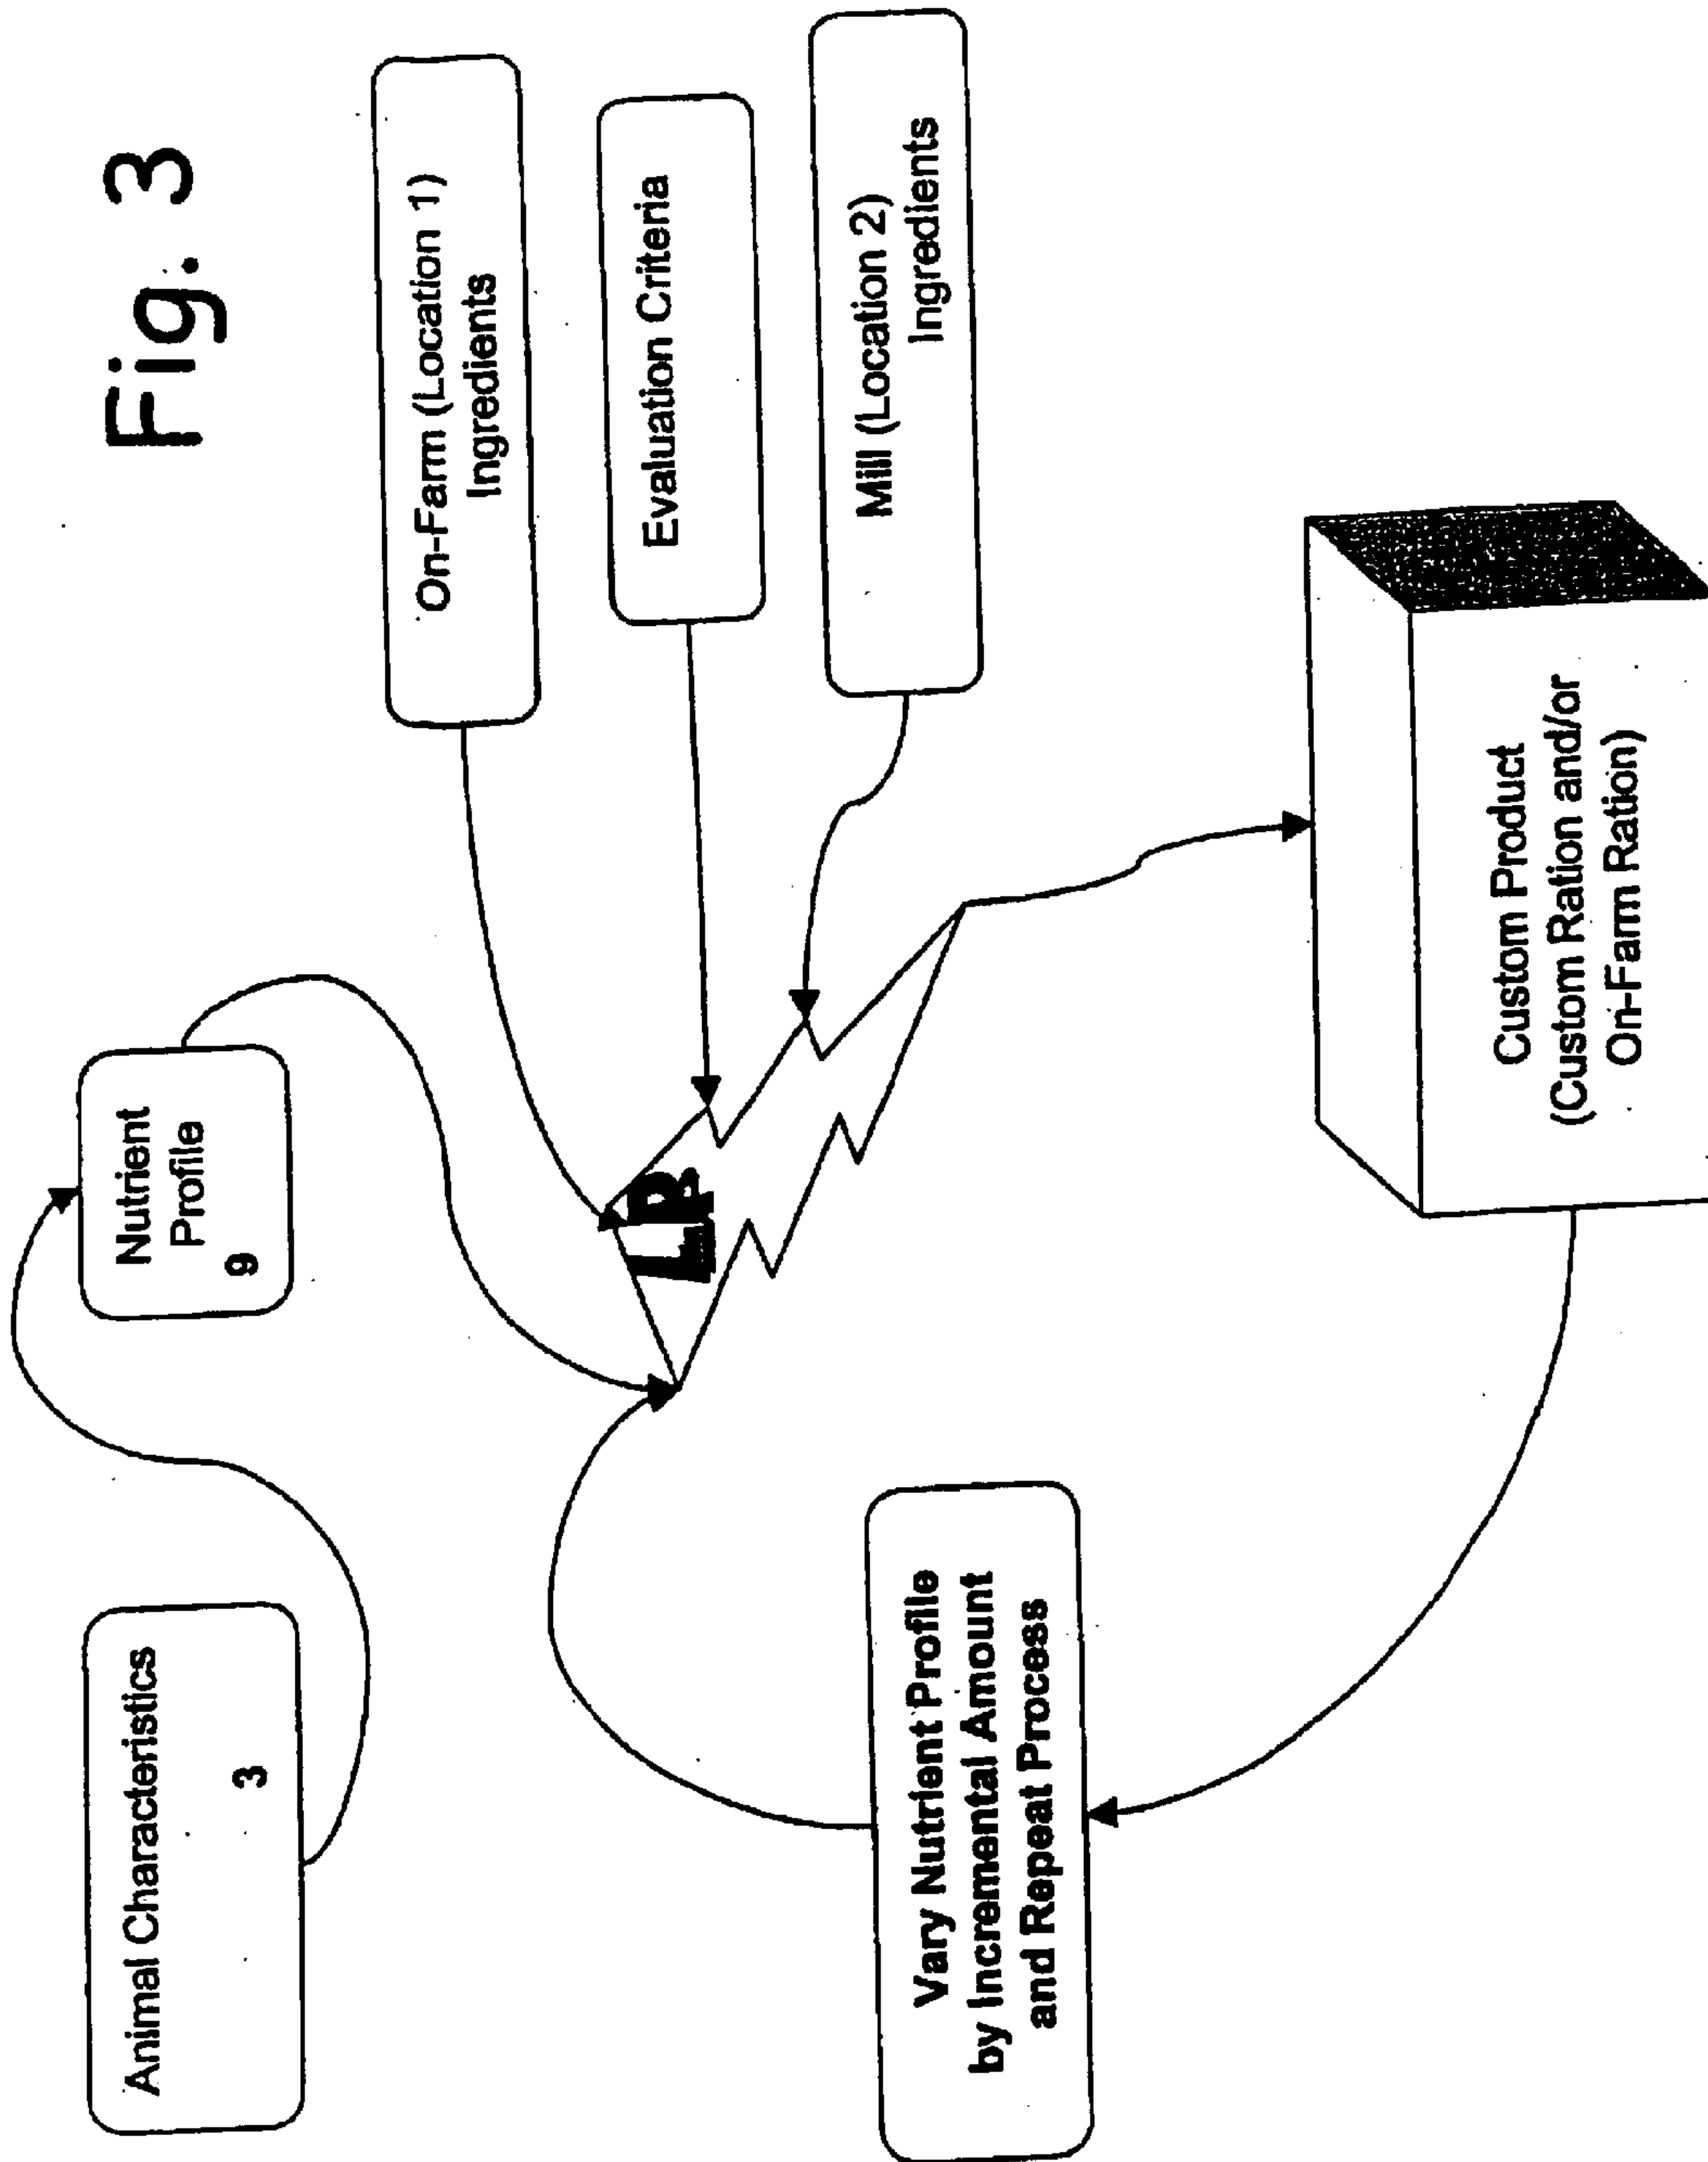 Fig. 3
Animal Characteristics
3
Nutrient
Profile
9
On-Farm (Location 1)
Ingredients
Evaluation Criteria
Mill (Location 2)
Ingredients
LP
Vary Nutrient Profile
by Incremental Amount
and Repeat Process
Custom Product
(Custom Ration and/or
On-Farm Ration)